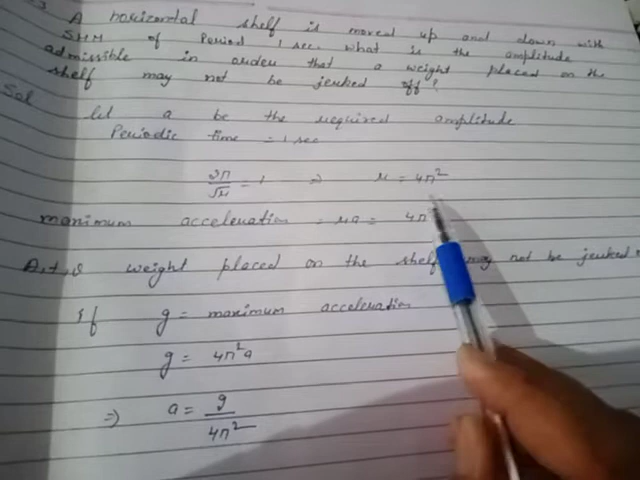 A horizontal shelf is moved up and down with
SHM of Period 1 sec. what is the amplitude
admissible in order that a weight placed on the
shelf may not be jerked off?
Sol let a be the required amplitude
Periodic time = 1 sec
2π/√μ = 1 ⇒ μ = 4π²
maximum acceleration = μa = 4π²
weight placed on the shelf may not be jerked
If g = maximum acceleration
g = 4π²a
⇒ a = g/4π²